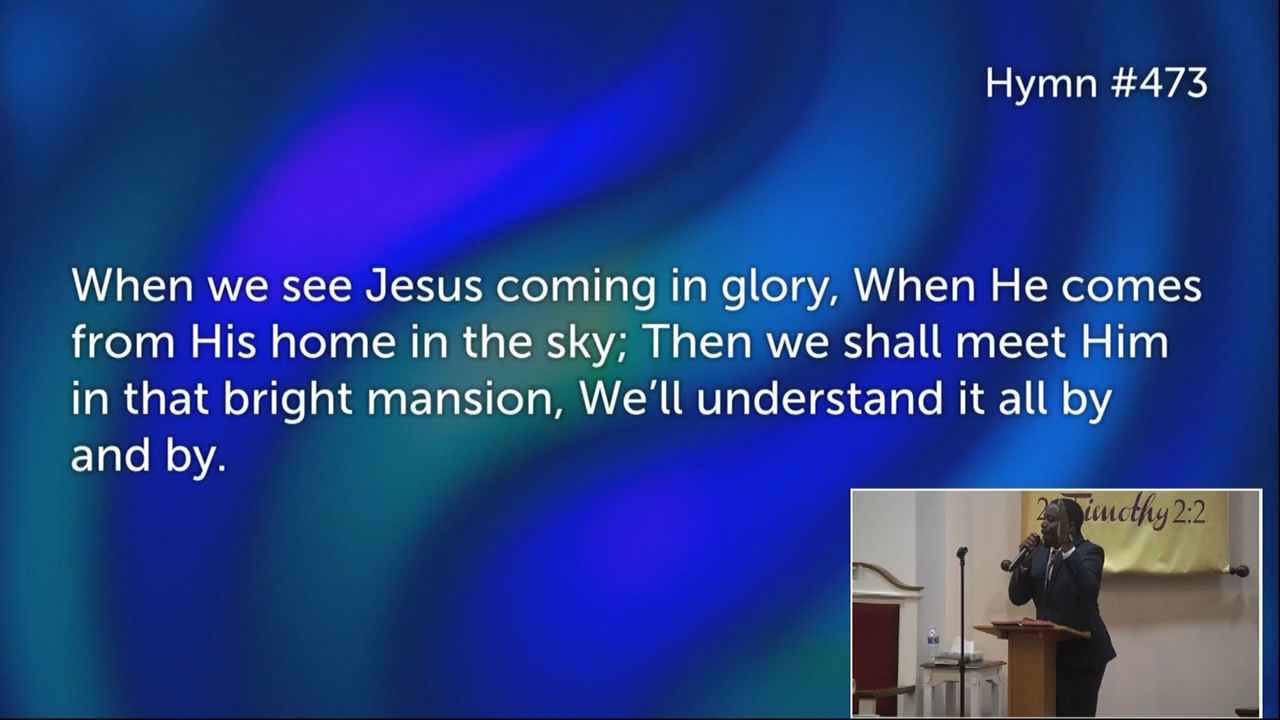 Hymn #473
When we see Jesus coming in glory, When He comes
from His home in the sky; Then we shall meet Him
in that bright mansion, We’ll understand it all by
and by.
2 Timothy 2:2